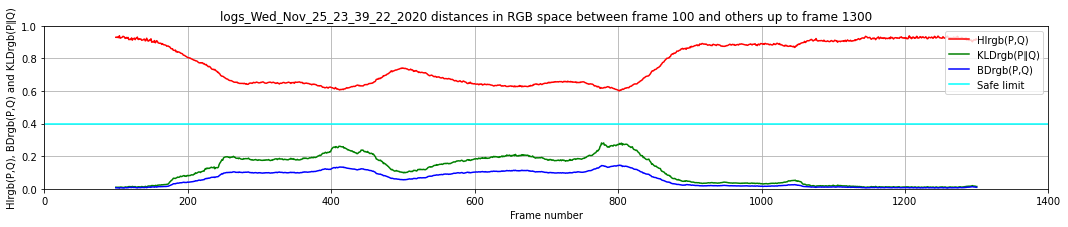 logs_Wed_Nov_25_23_39_22_2020 distances in RGB space between frame 100 and others up to frame 1300
HIrgb(P,Q), BDrgb(P,Q) and KLDrgb(P∥Q)
1.0
0.8
0.6
0.4
0.2
0.0
HIrgb(P,Q)
KLDrgb(P∥Q)
BDrgb(P,Q)
Safe limit
0 200 400 600 800 1000 1200 1400
Frame number